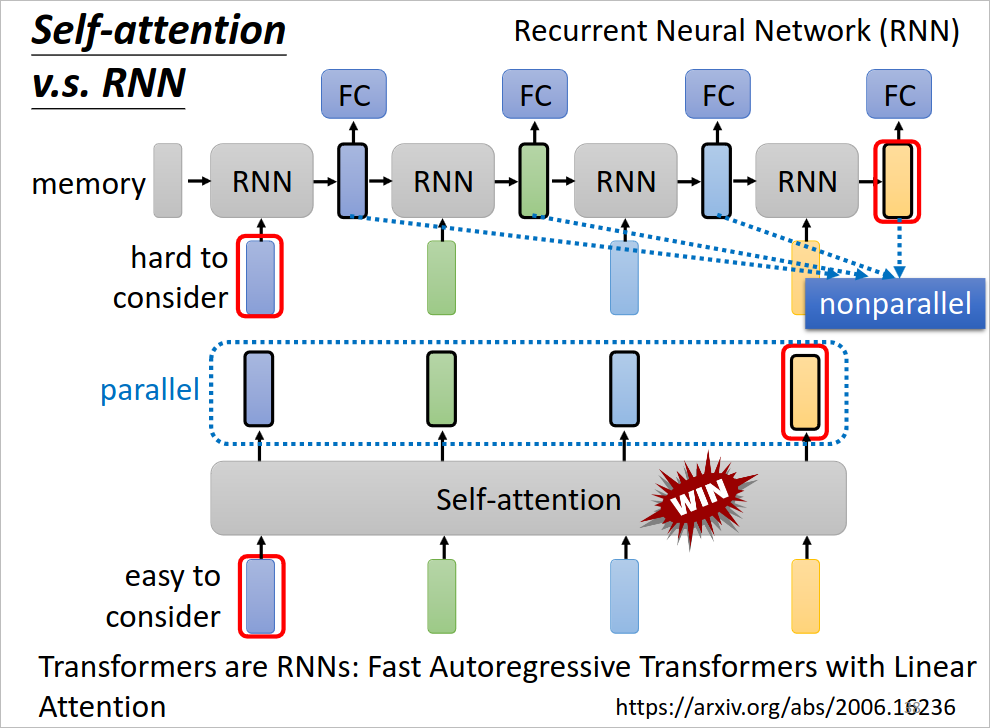 Self-attention
v.s. RNN
Recurrent Neural Network (RNN)
FC FC FC FC
memory RNN RNN RNN RNN
hard to
consider
nonparallel
parallel
Self-attention WIN
easy to
consider
Transformers are RNNs: Fast Autoregressive Transformers with Linear
Attention
https://arxiv.org/abs/2006.16236